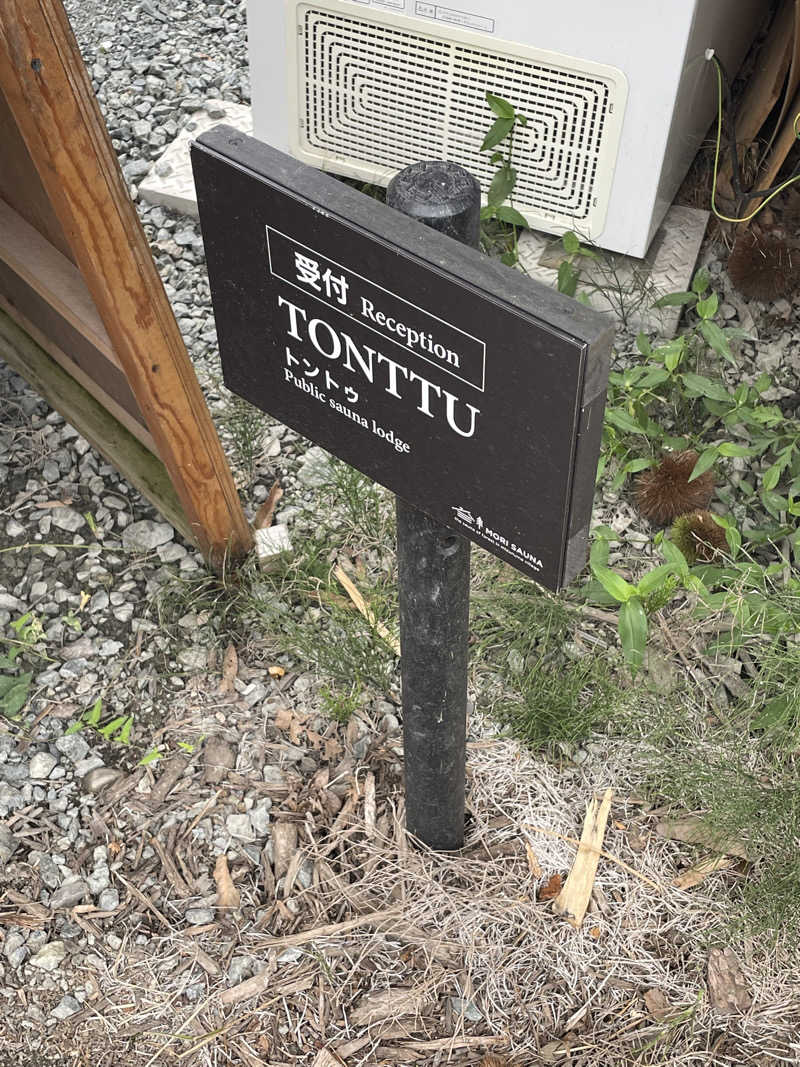 受付 Reception
TONTTU
トントゥ
Public sauna lodge
MORI SAUNA